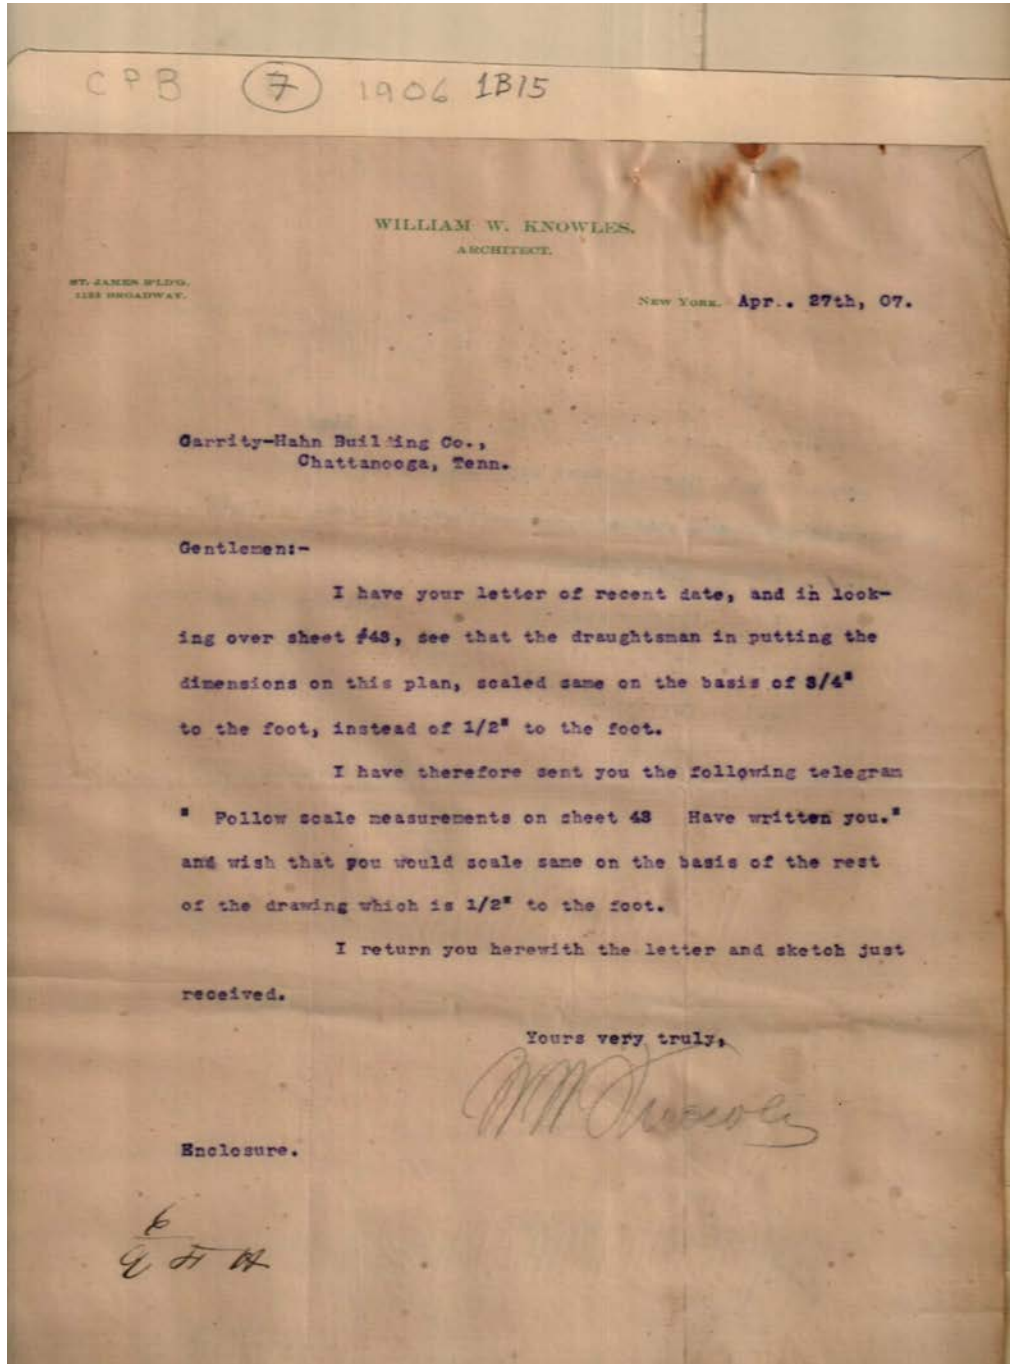 CPB 7 1906 1B15
WILLIAM W. KNOWLES.
ARCHITECT.
ST. JAMES B'LD'G.
1133 BROADWAY.
NEW YORK. Apr.. 27th, 07.
Garrity-Hahn Building Co.,
Chattanooga, Tenn.
Gentlemen:-
I have your letter of recent date, and in look-
ing over sheet #43, see that the draughtsman in putting the
dimensions on this plan, scaled same on the basis of 3/4"
to the foot, instead of 1/2" to the foot.
I have therefore sent you the following telegram
" Follow scale measurements on sheet 43 Have written you."
and wish that you would scale same on the basis of the rest
of the drawing which is 1/2" to the foot.
I return you herewith the letter and sketch just
received.
Yours very truly,
Enclosure.